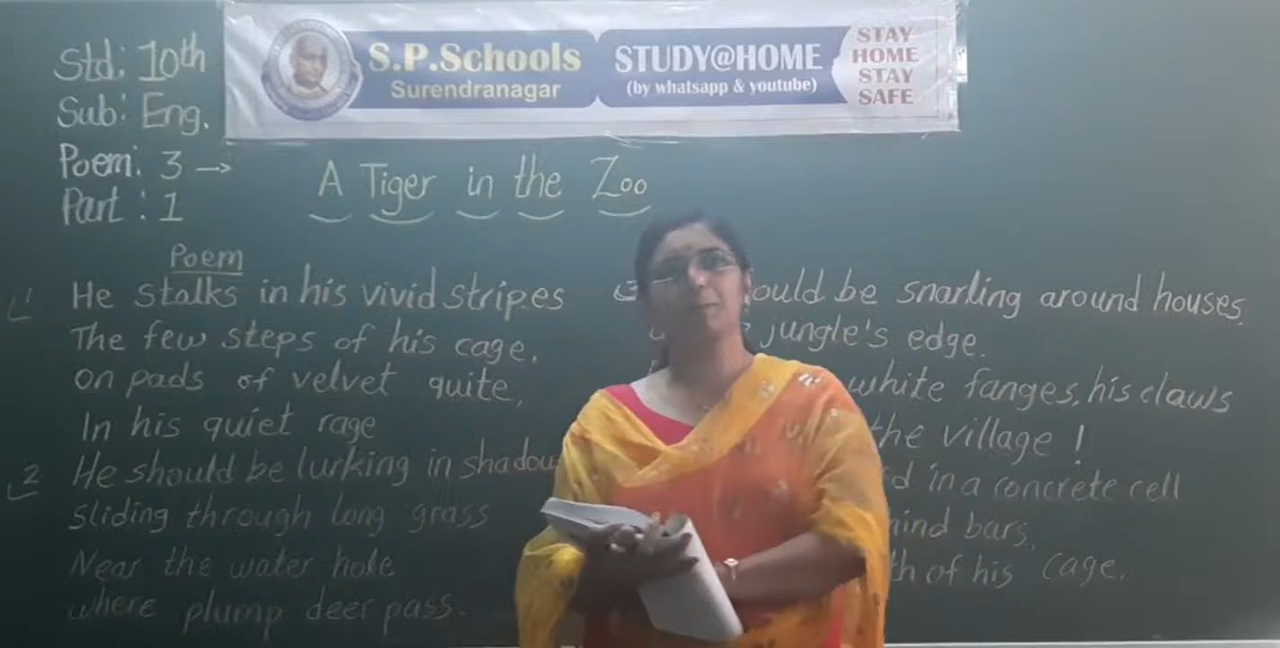 Std: 10th
Sub: Eng.
Poem: 3 →
Part: 1
S.P.Schools
Surendranagar
STUDY@HOME
(by whatsapp & youtube)
STAY
HOME
STAY
SAFE
A Tiger in the Zoo
Poem
1 He stalks in his vivid stripes
The few steps of his cage,
on pads of velvet quite,
In his quiet rage
2 He should be lurking in shadow
Sliding through long grass
Near the water hole
where plump deer pass.
ould be snarling around houses,
jungle's edge.
white fanges, his claws
the village!
in a concrete cell
bars,
of his cage.